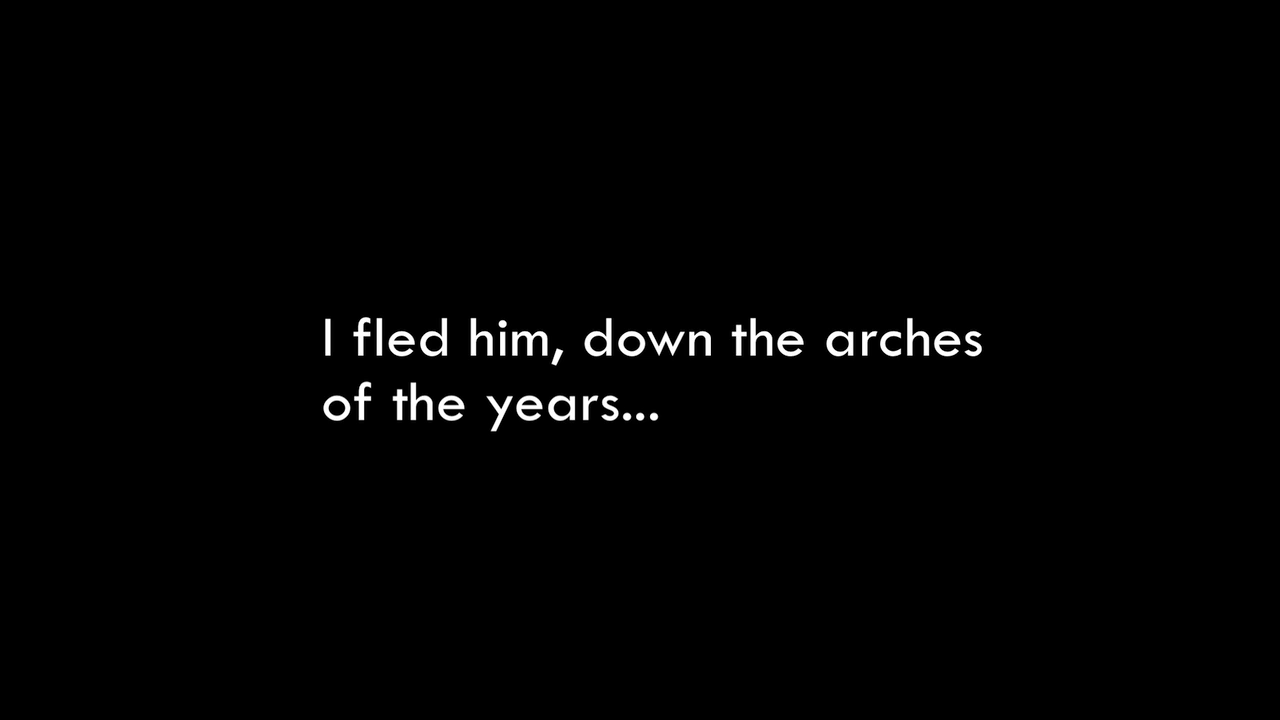 I fled him, down the arches
of the years...